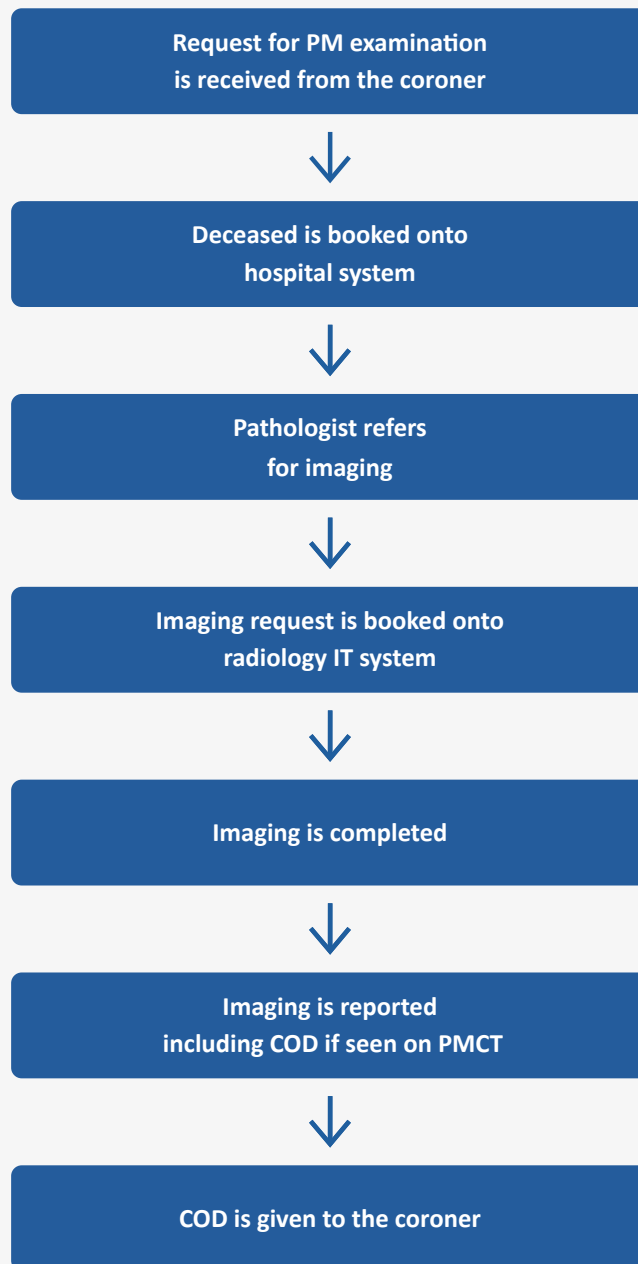 Request for PM examination
is received from the coroner
Deceased is booked onto
hospital system
Pathologist refers
for imaging
Imaging request is booked onto
radiology IT system
Imaging is completed
Imaging is reported
including COD if seen on PMCT
COD is given to the coroner